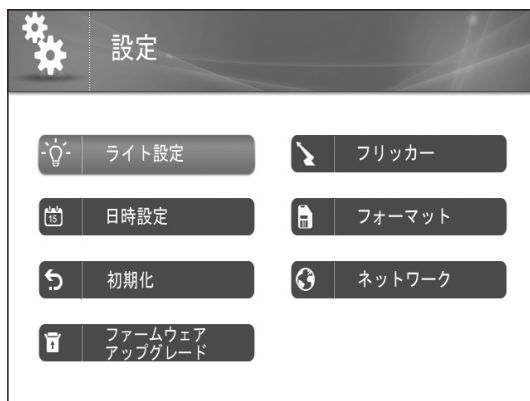 設定
ライト設定
フリッカー
15
日時設定
フォーマット
初期化
ネットワーク
ファームウェア
アップグレード